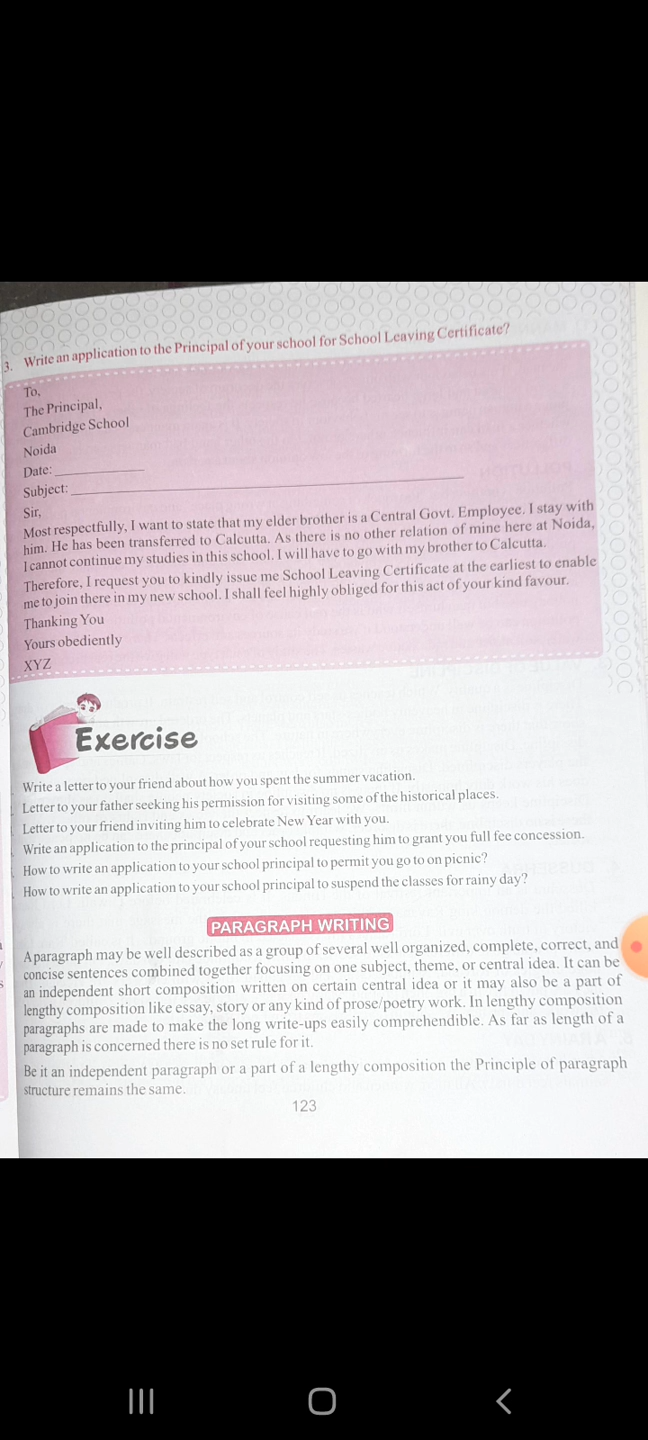 3. Write an application to the Principal of your school for School Leaving Certificate?
To,
The Principal,
Cambridge School
Noida
Date:
Subject:
Sir,
Most respectfully, I want to state that my elder brother is a Central Govt. Employee. I stay with
him. He has been transferred to Calcutta. As there is no other relation of mine here at Noida,
I cannot continue my studies in this school. I will have to go with my brother to Calcutta.
Therefore, I request you to kindly issue me School Leaving Certificate at the earliest to enable
me to join there in my new school. I shall feel highly obliged for this act of your kind favour.
Thanking You
Yours obediently
XYZ
Exercise
Write a letter to your friend about how you spent the summer vacation.
Letter to your father seeking his permission for visiting some of the historical places.
Letter to your friend inviting him to celebrate New Year with you.
Write an application to the principal of your school requesting him to grant you full fee concession.
How to write an application to your school principal to permit you go to on picnic?
How to write an application to your school principal to suspend the classes for rainy day?
PARAGRAPH WRITING
A paragraph may be well described as a group of several well organized, complete, correct, and
concise sentences combined together focusing on one subject, theme, or central idea. It can be
an independent short composition written on certain central idea or it may also be a part of
lengthy composition like essay, story or any kind of prose/poetry work. In lengthy composition
paragraphs are made to make the long write-ups easily comprehendible. As far as length of a
paragraph is concerned there is no set rule for it.
Be it an independent paragraph or a part of a lengthy composition the Principle of paragraph
structure remains the same.
123